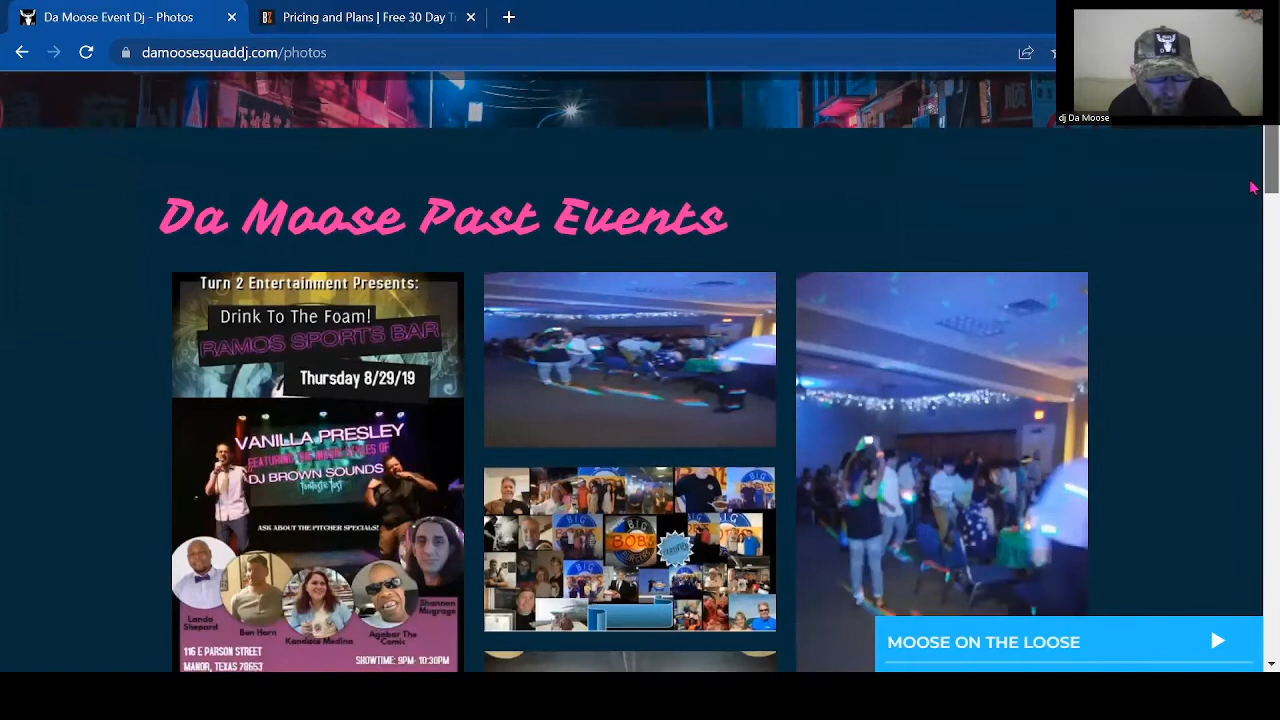 Da Moose Event Dj - Photos
Pricing and Plans | Free 30 Day Tr
damoosesquaddj.com/photos
dj Da Moose
Da Moose Past Events
Turn 2 Entertainment Presents:
Drink To The Foam!
RAMOS SPORTS BAR
Thursday 8/29/19
VANILLA PRESLEY
DJ BROWN SOUNDS
ASK ABOUT THE PITCHER SPECIALS!
Lando
Shepard
Ben Horn
Kandace Medina
Agebar The
Comic
Shannon
Mugrage
116 E PARSON STREET
MANOR, TEXAS 78653
SHOWTIME: 9PM- 10:30PM
BIG
BOB'S
MOOSE ON THE LOOSE